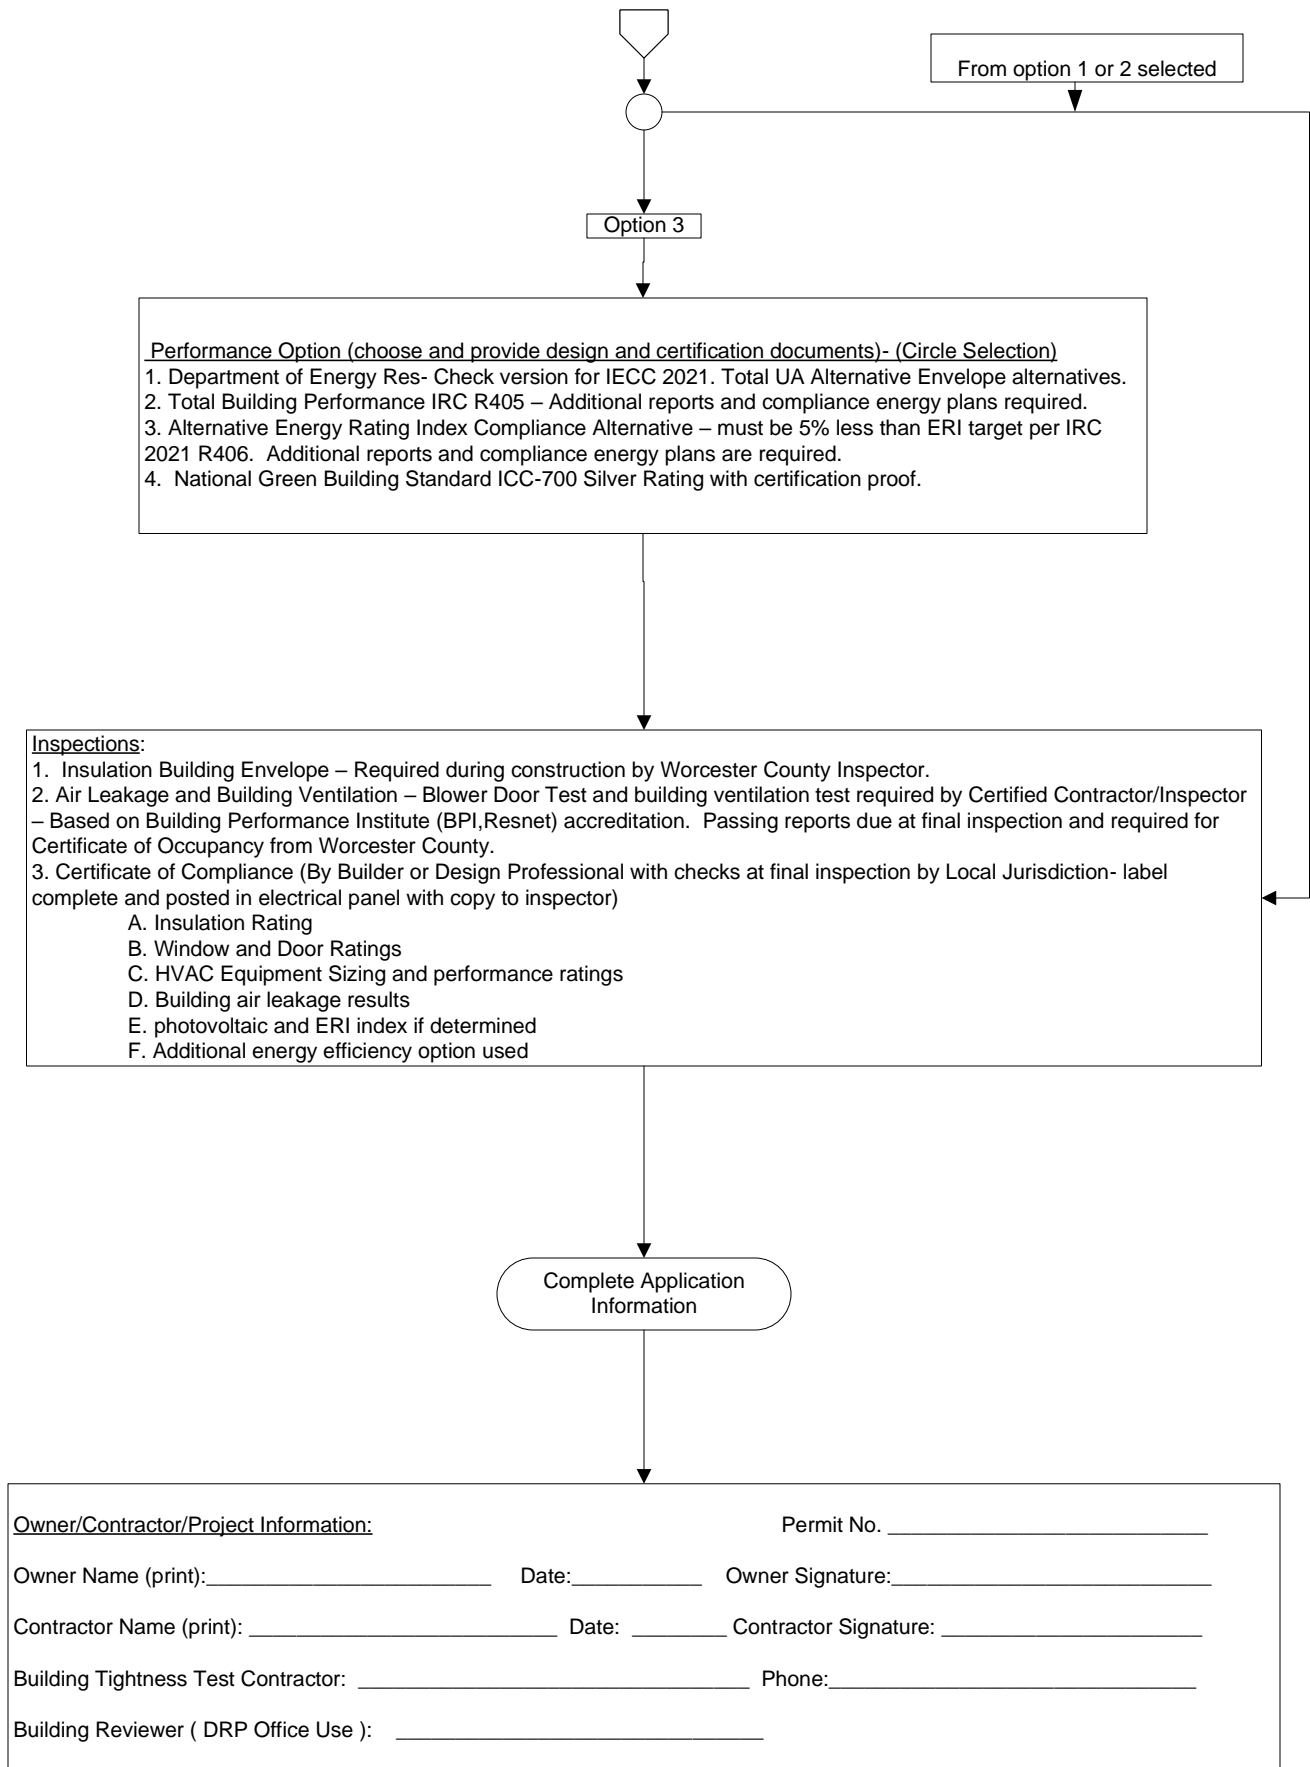 From option 1 or 2 selected
Option 3
Performance Option (choose and provide design and certification documents)- (Circle Selection)
1. Department of Energy Res- Check version for IECC 2021. Total UA Alternative Envelope alternatives.
2. Total Building Performance IRC R405 – Additional reports and compliance energy plans required.
3. Alternative Energy Rating Index Compliance Alternative – must be 5% less than ERI target per IRC
2021 R406.  Additional reports and compliance energy plans are required.
4.  National Green Building Standard ICC-700 Silver Rating with certification proof.
Inspections:
1.  Insulation Building Envelope – Required during construction by Worcester County Inspector.
2. Air Leakage and Building Ventilation – Blower Door Test and building ventilation test required by Certified Contractor/Inspector
– Based on Building Performance Institute (BPI,Resnet) accreditation.  Passing reports due at final inspection and required for
Certificate of Occupancy from Worcester County.
3. Certificate of Compliance (By Builder or Design Professional with checks at final inspection by Local Jurisdiction- label
complete and posted in electrical panel with copy to inspector)
A. Insulation Rating
B. Window and Door Ratings
C. HVAC Equipment Sizing and performance ratings
D. Building air leakage results
E. photovoltaic and ERI index if determined
F. Additional energy efficiency option used
Complete Application
Information
Owner/Contractor/Project Information: Permit No. ___________________________
Owner Name (print):________________________ Date:___________ Owner Signature:___________________________
Contractor Name (print): __________________________ Date: ________ Contractor Signature: ______________________
Building Tightness Test Contractor: _________________________________ Phone:_______________________________
Building Reviewer ( DRP Office Use ): _______________________________